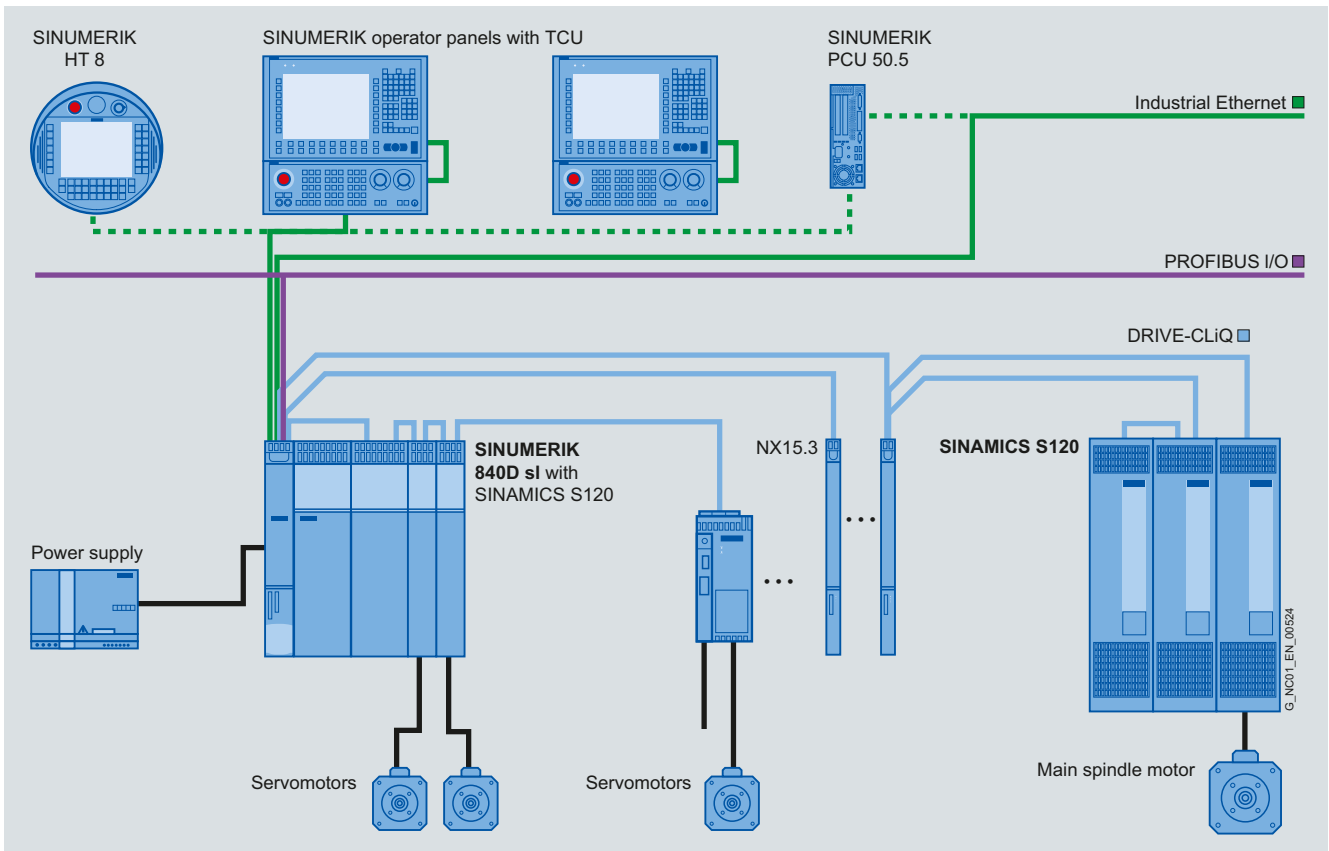 SINUMERIK
HT 8
SINUMERIK operator panels with TCU
SINUMERIK
PCU 50.5
Industrial Ethernet
PROFIBUS I/O
DRIVE-CLiQ
SINUMERIK
840D sl with
SINAMICS S120
NX15.3
SINAMICS S120
Power supply
Servomotors
Servomotors
Main spindle motor
G_NC01_EN_00524